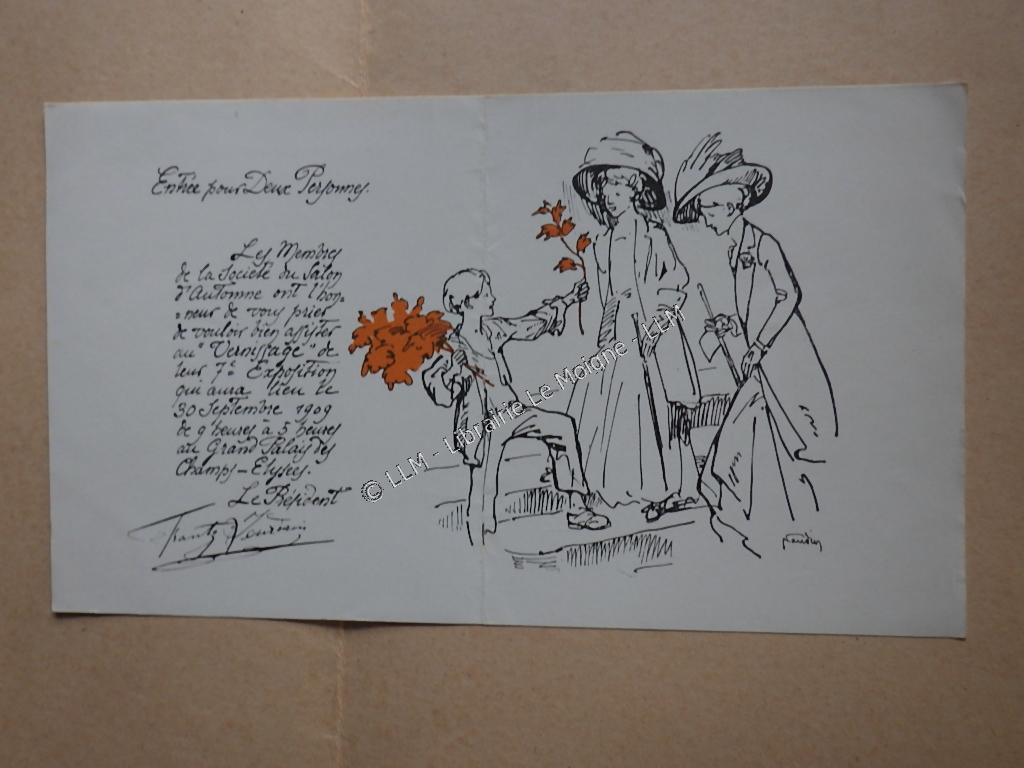 Entrée pour Deux Personnes.
Les Membres
de la Société du Salon
d'Automne ont l'hon=
=neur de vous prier
de vouloir bien assister
au "Vernissage" de
leur 7e Exposition
qui aura lieu le
30 Septembre 1909
de 9 heures à 5 heures
au Grand Palais des
Champs-Elysées.
Le Président
Frantz Jourdain
© LLM - Librairie Le Moigne - LLM